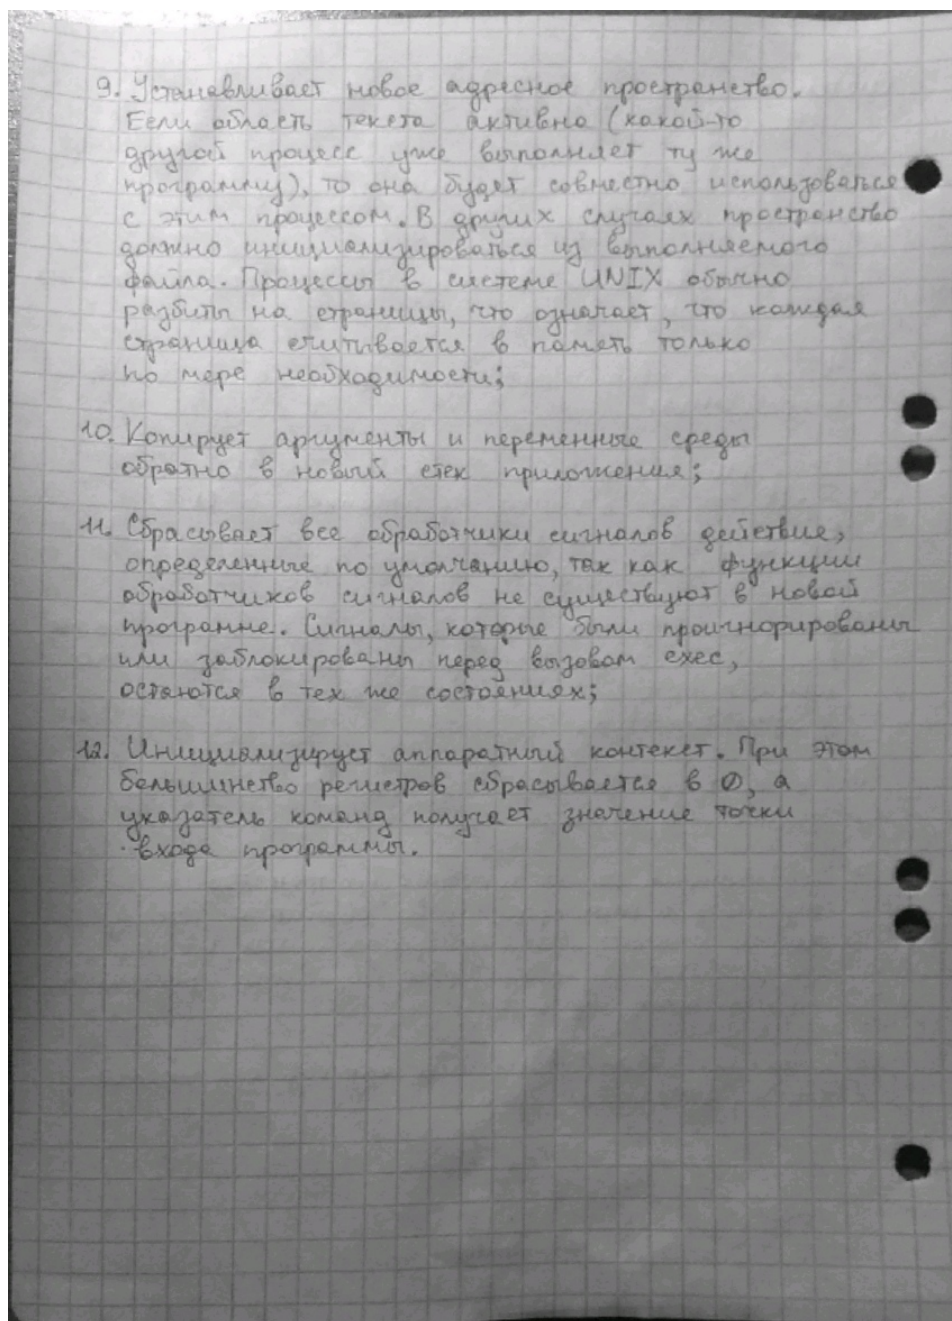 9. Устанавливает новое адресное пространство.
Если область текста активна (какой-то
другой процесс уже выполняет ту же
программу), то она будет совместно использоваться
с этим процессом. В других случаях пространство
должно инициализироваться из выполняемого
файла. Процессы в системе UNIX обычно
разбиты на страницы, что означает, что каждая
страница считывается в память только
по мере необходимости;
10. Копирует аргументы и переменные среды
обратно в новый стек приложения;
11. Сбрасывает все обработчики сигналов действие,
определенные по умолчанию, так как функции
обработчиков сигналов не существуют в новой
программе. Сигналы, которые были проигнорированы
или заблокированы перед вызовом exec,
остаются в тех же состояниях;
12. Инициализирует аппаратный контекст. При этом
большинство регистров сбрасывается в 0, а
указатель команд получает значение точки
входа программы.